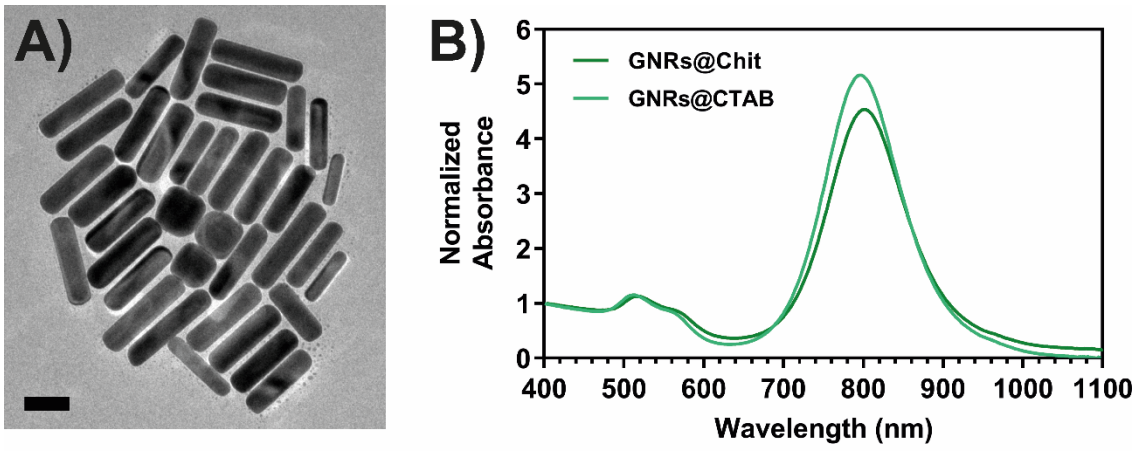 A)
B)
6
5
4
3
2
1
0
Normalized
Absorbance
GNRs@Chit
GNRs@CTAB
400 500 600 700 800 900 1000 1100
Wavelength (nm)